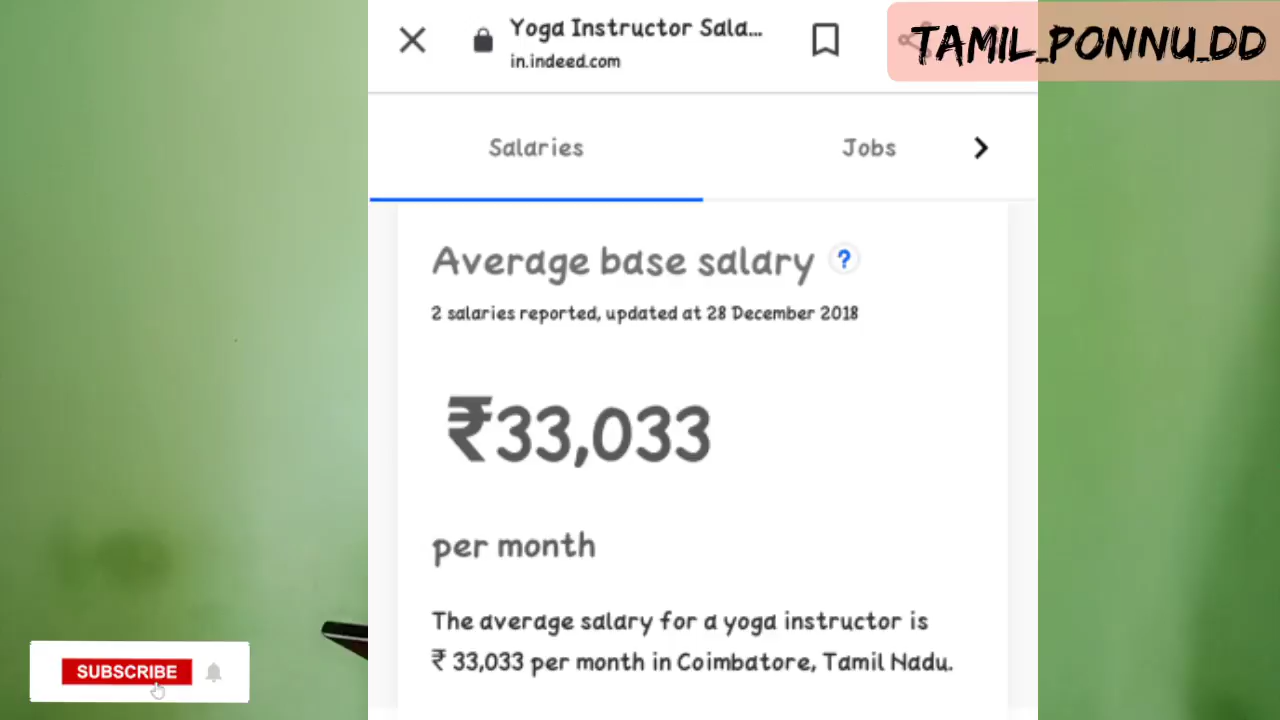 Yoga Instructor Sala...
in.indeed.com
TAMIL_PONNU_DD
Salaries
Jobs
Average base salary ?
2 salaries reported, updated at 28 December 2018
₹33,033
per month
The average salary for a yoga instructor is
₹ 33,033 per month in Coimbatore, Tamil Nadu.
SUBSCRIBE